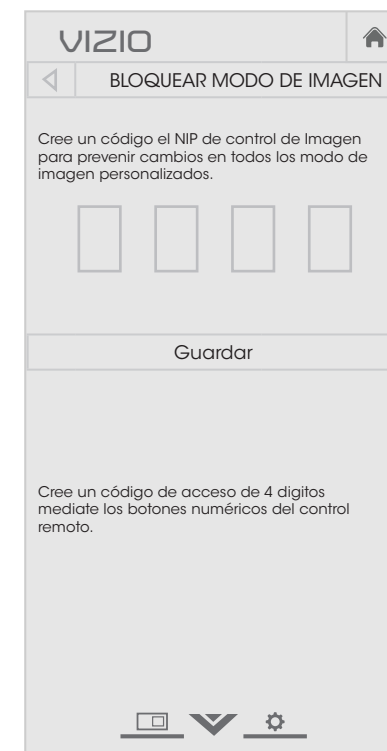 VIZIO
BLOQUEAR MODO DE IMAGEN
Cree un código el NIP de control de Imagen
para prevenir cambios en todos los modo de
imagen personalizados.
Guardar
Cree un código de acceso de 4 digitos
mediate los botones numéricos del control
remoto.